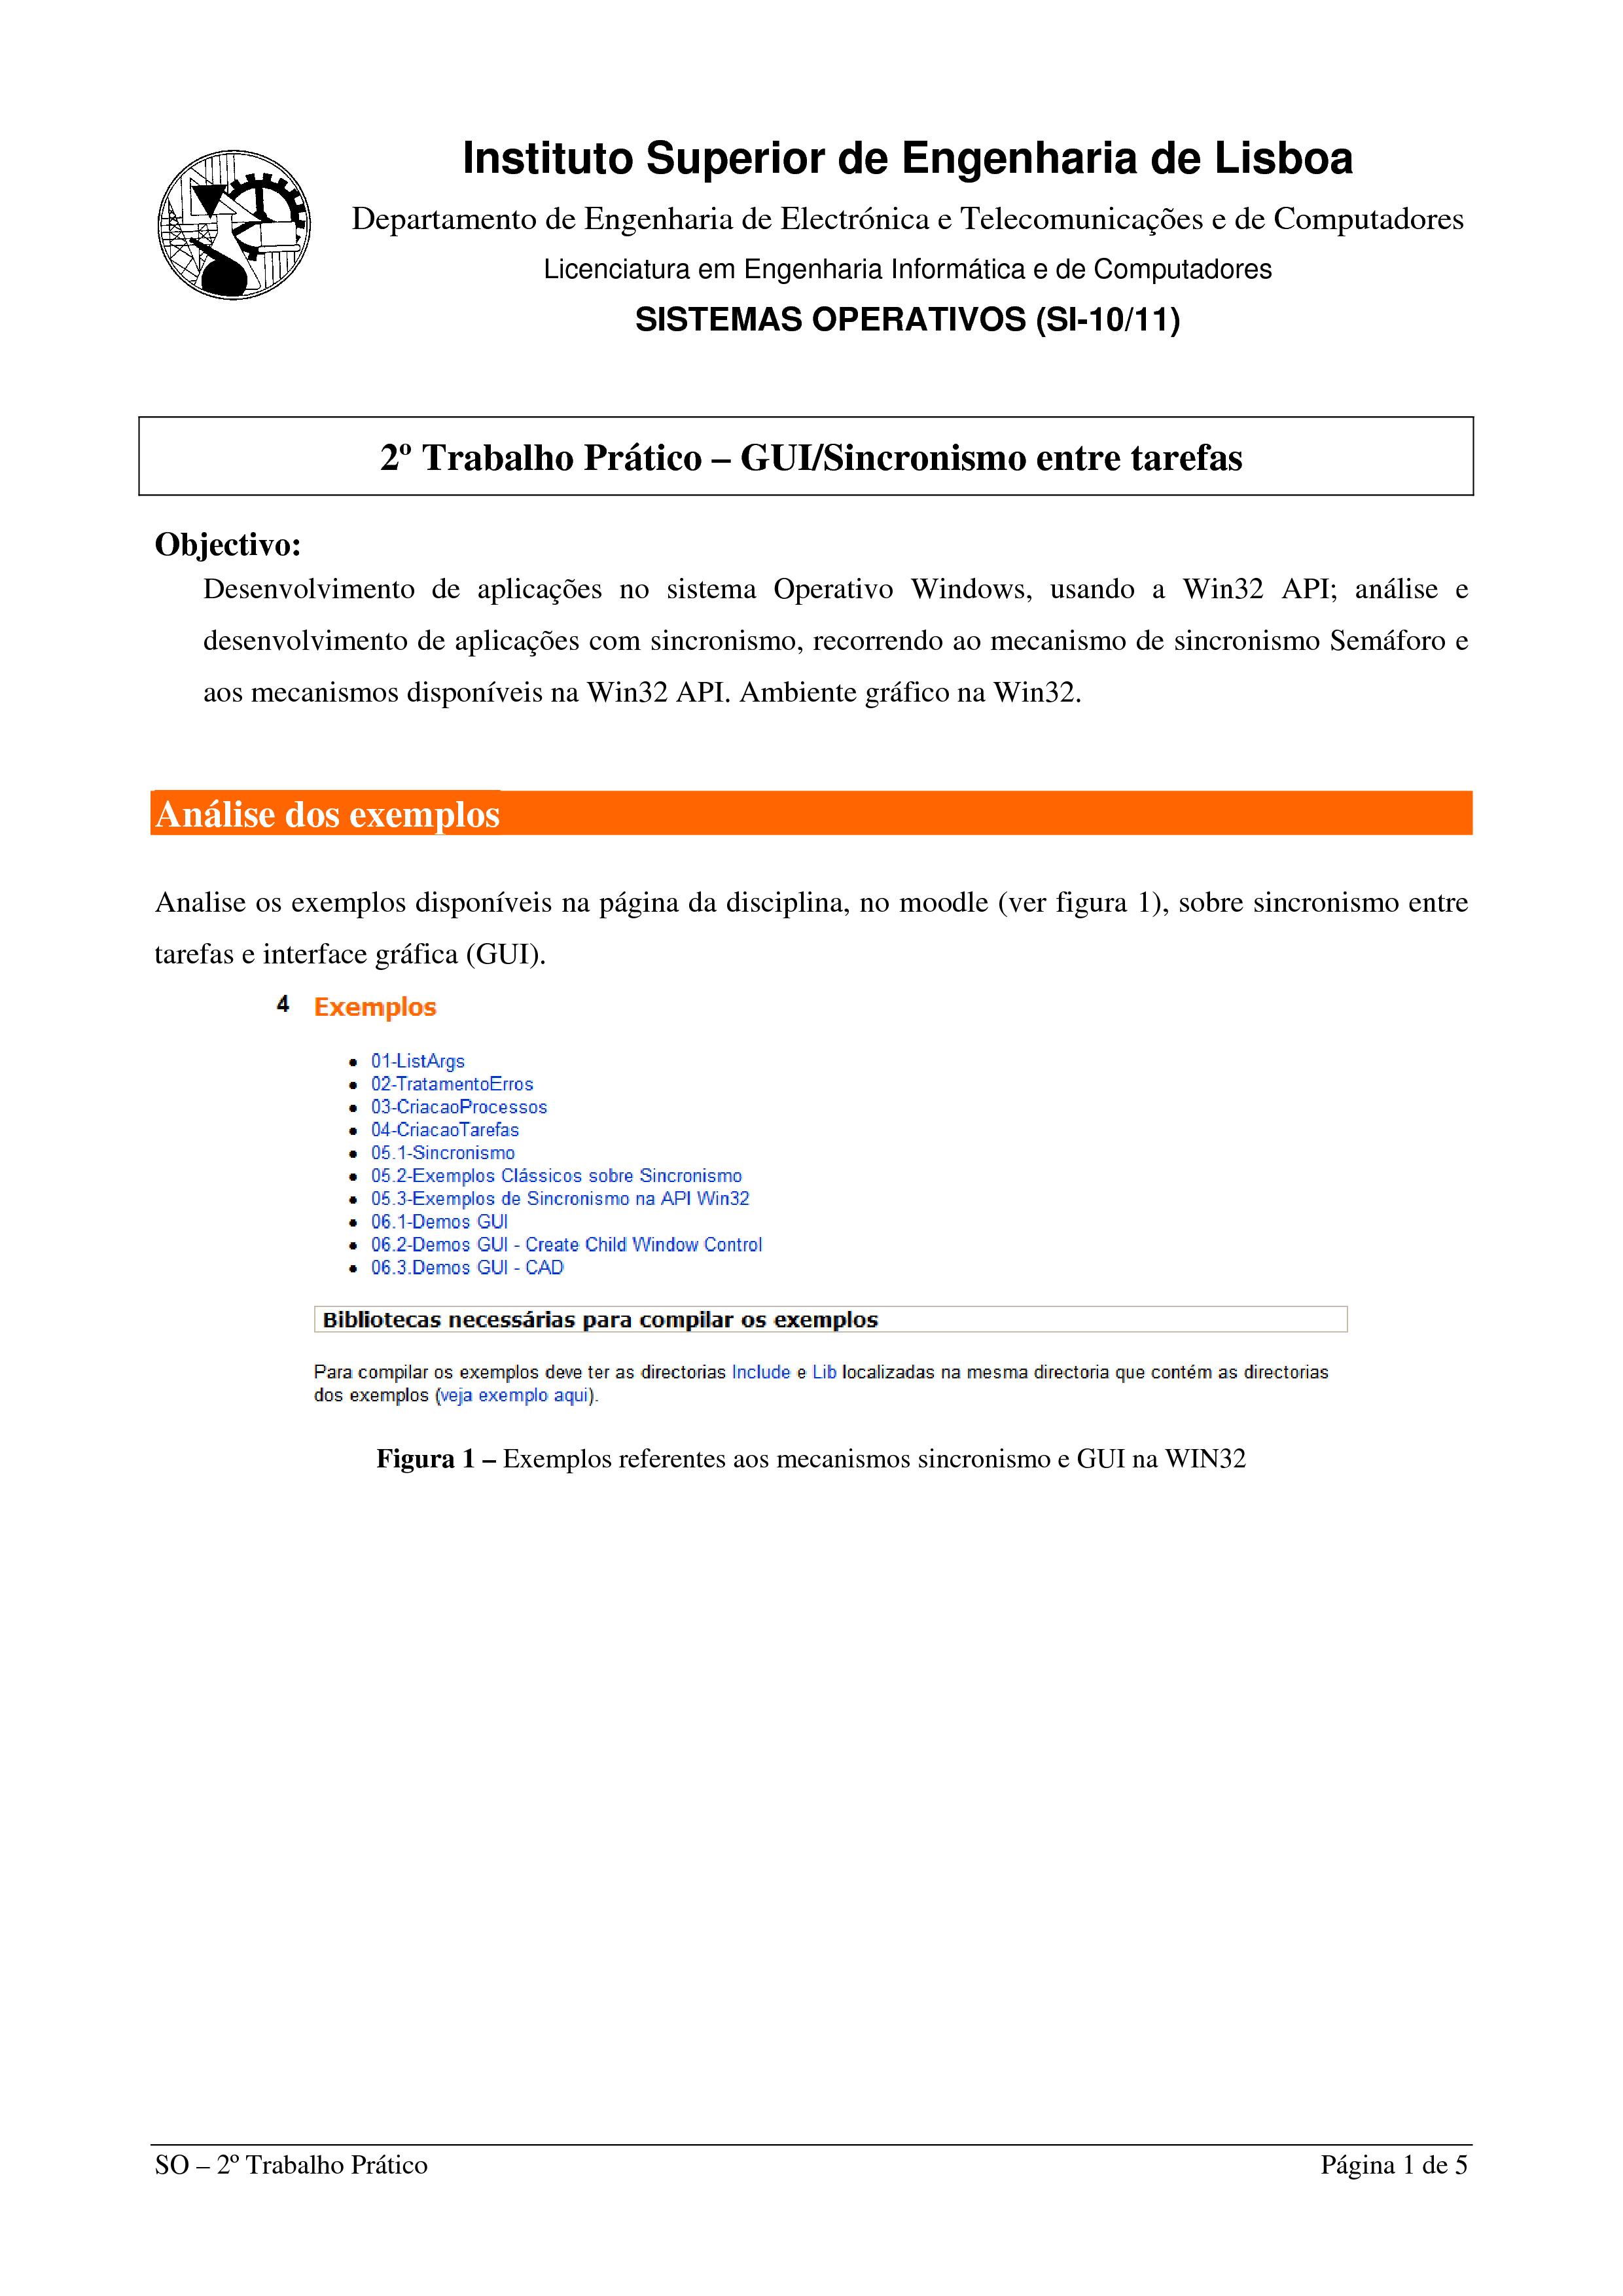 Instituto Superior de Engenharia de Lisboa
Departamento de Engenharia de Electrónica e Telecomunicações e de Computadores
Licenciatura em Engenharia Informática e de Computadores
SISTEMAS OPERATIVOS (SI-10/11)
2º Trabalho Prático – GUI/Sincronismo entre tarefas
Objectivo:
Desenvolvimento de aplicações no sistema Operativo Windows, usando a Win32 API; análise e
desenvolvimento de aplicações com sincronismo, recorrendo ao mecanismo de sincronismo Semáforo e
aos mecanismos disponíveis na Win32 API. Ambiente gráfico na Win32.
Análise dos exemplos
Analise os exemplos disponíveis na página da disciplina, no moodle (ver figura 1), sobre sincronismo entre
tarefas e interface gráfica (GUI).
4 Exemplos
• 01-ListArgs
• 02-TratamentoErros
• 03-CriacaoProcessos
• 04-CriacaoTarefas
• 05.1-Sincronismo
• 05.2-Exemplos Clássicos sobre Sincronismo
• 05.3-Exemplos de Sincronismo na API Win32
• 06.1-Demos GUI
• 06.2-Demos GUI - Create Child Window Control
• 06.3.Demos GUI - CAD
Bibliotecas necessárias para compilar os exemplos
Para compilar os exemplos deve ter as directorias Include e Lib localizadas na mesma directoria que contém as directorias
dos exemplos (veja exemplo aqui).
Figura 1 – Exemplos referentes aos mecanismos sincronismo e GUI na WIN32
SO – 2º Trabalho Prático Página 1 de 5